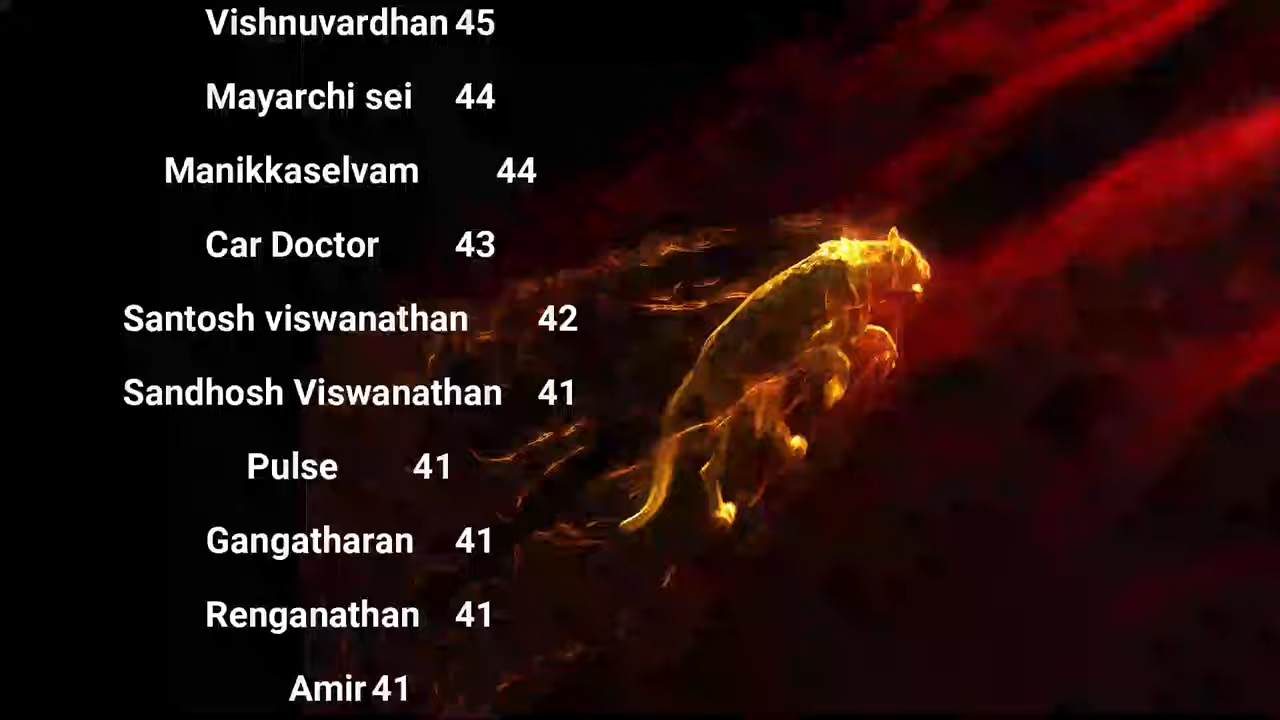 Vishnuvardhan 45
Mayarchi sei 44
Manikkaselvam 44
Car Doctor 43
Santosh viswanathan 42
Sandhosh Viswanathan 41
Pulse 41
Gangatharan 41
Renganathan 41
Amir 41